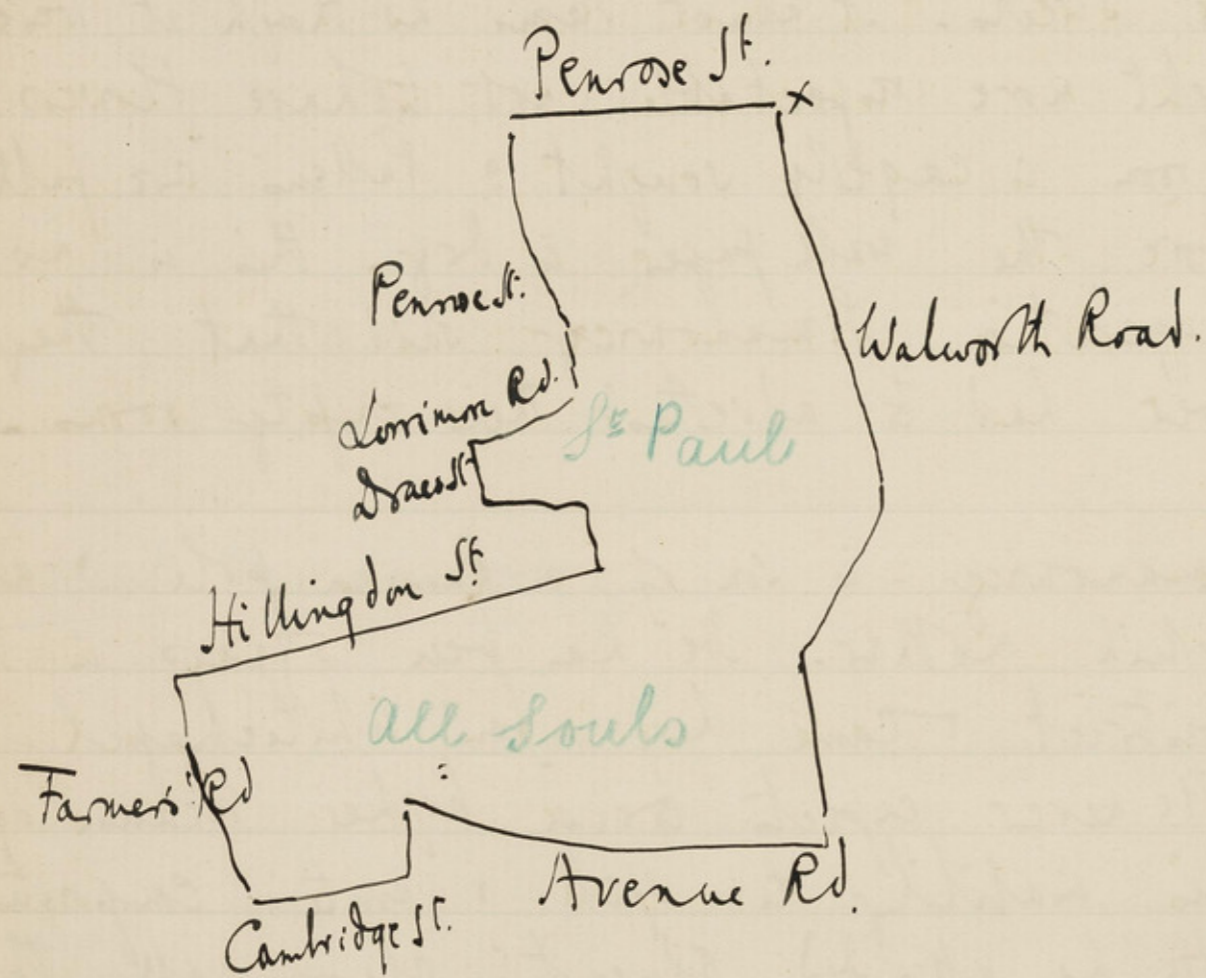 Penrose St.
x
Penrose St.
Walworth Road.
Lorrimore Rd.
St Paul
Draco St
Hillingdon St
All Souls
Farmers' Rd
Avenue Rd.
Cambridge St.